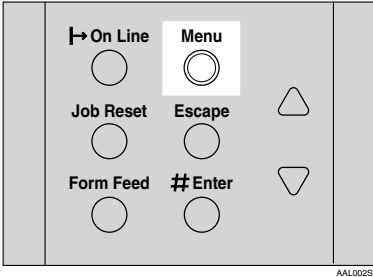 On Line Menu
Job Reset Escape
Form Feed # Enter
AAL002S